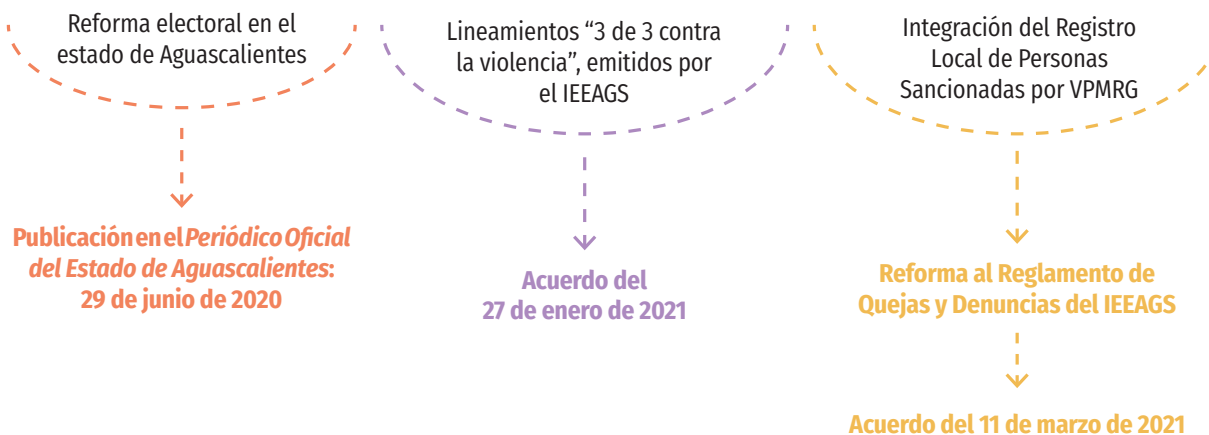 Reforma electoral en el
estado de Aguascalientes
Publicación en el Periódico Oficial
del Estado de Aguascalientes:
29 de junio de 2020
Lineamientos “3 de 3 contra
la violencia”, emitidos por
el IEEAGS
Acuerdo del
27 de enero de 2021
Integración del Registro
Local de Personas
Sancionadas por VPMRG
Reforma al Reglamento de
Quejas y Denuncias del IEEAGS
Acuerdo del 11 de marzo de 2021